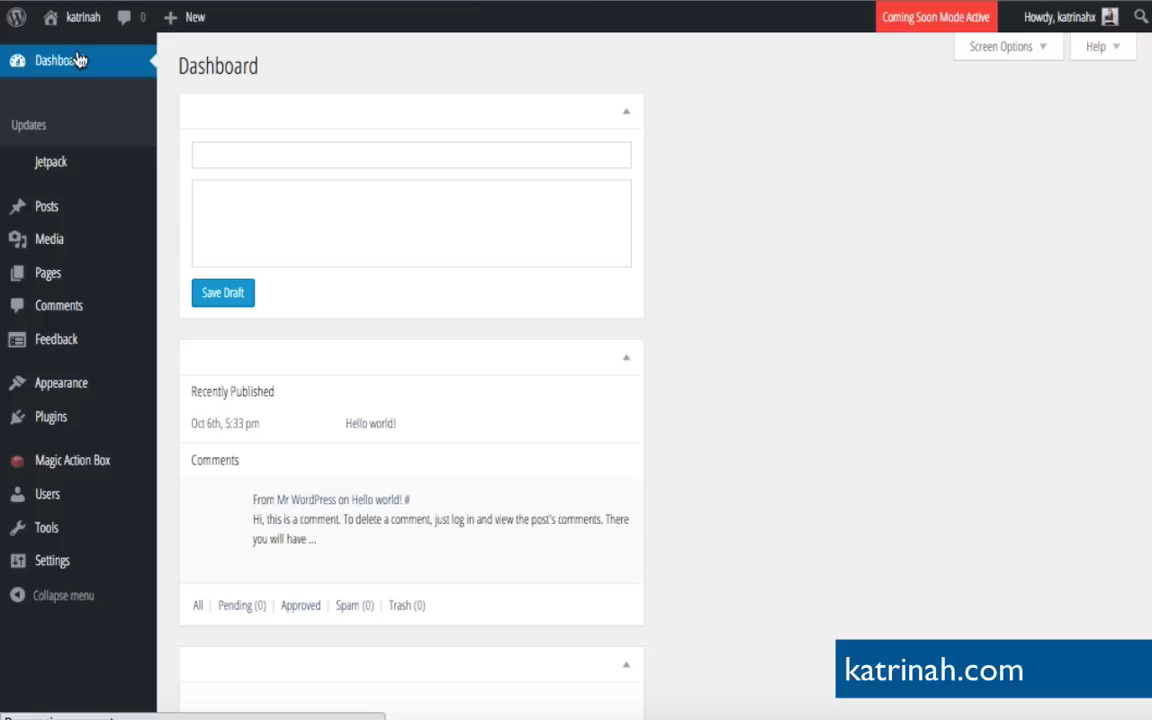 katrinah 0 New Coming Soon Mode Active Howdy, katrinahx
Screen Options Help
Dashboard
Updates
Jetpack
Posts
Media
Pages
Comments
Feedback
Appearance
Plugins
Magic Action Box
Users
Tools
Settings
Collapse menu
Dashboard
Save Draft
Recently Published
Oct 6th, 5:33 pm Hello world!
Comments
From Mr WordPress on Hello world! #
Hi, this is a comment. To delete a comment, just log in and view the post's comments. There
you will have ...
All | Pending (0) | Approved | Spam (0) | Trash (0)
katrinah.com